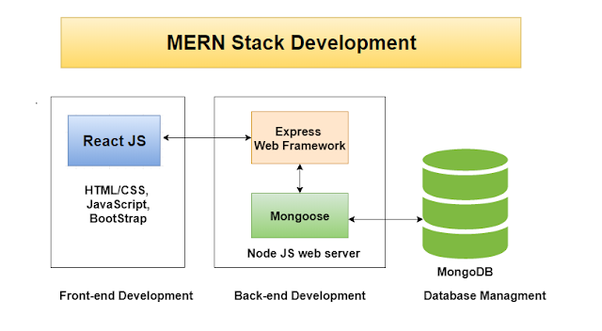 MERN Stack Development
React JS
HTML/CSS,
JavaScript,
BootStrap
Express
Web Framework
Mongoose
Node JS web server
MongoDB
Front-end Development
Back-end Development
Database Managment